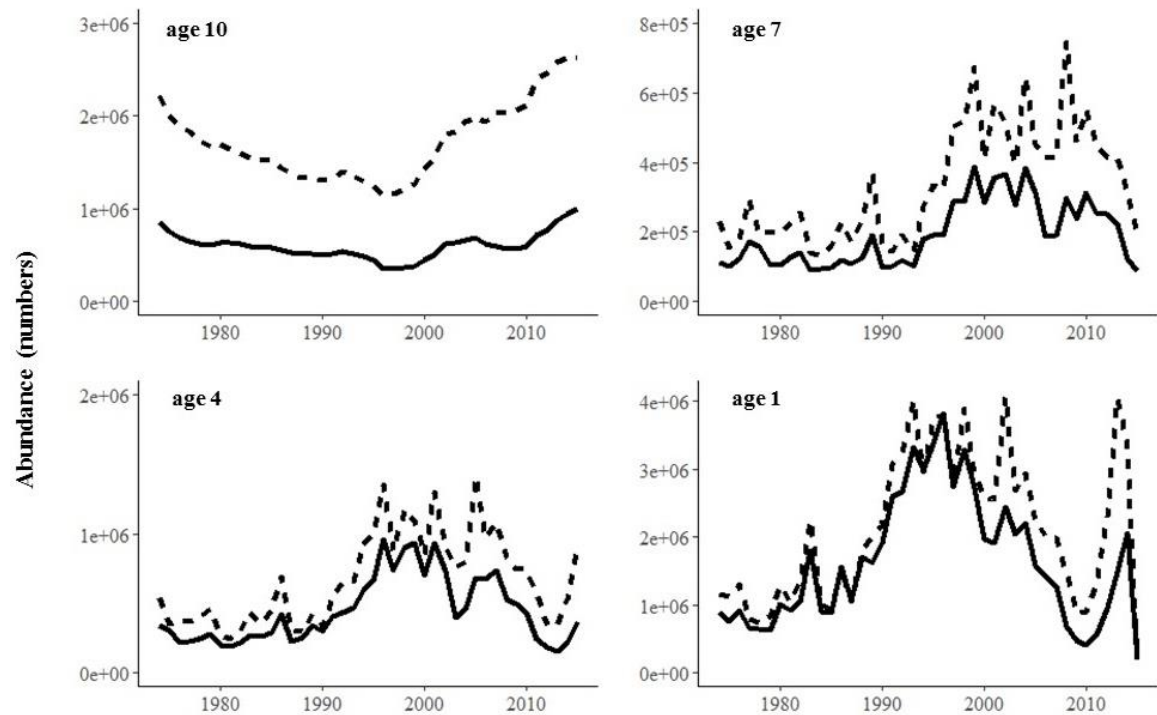 Abundance (numbers)
age 10
3e+06
2e+06
1e+06
0e+00
1980 1990 2000 2010
age 7
8e+05
6e+05
4e+05
2e+05
0e+00
1980 1990 2000 2010
age 4
2e+06
1e+06
0e+00
1980 1990 2000 2010
age 1
4e+06
3e+06
2e+06
1e+06
0e+00
1980 1990 2000 2010